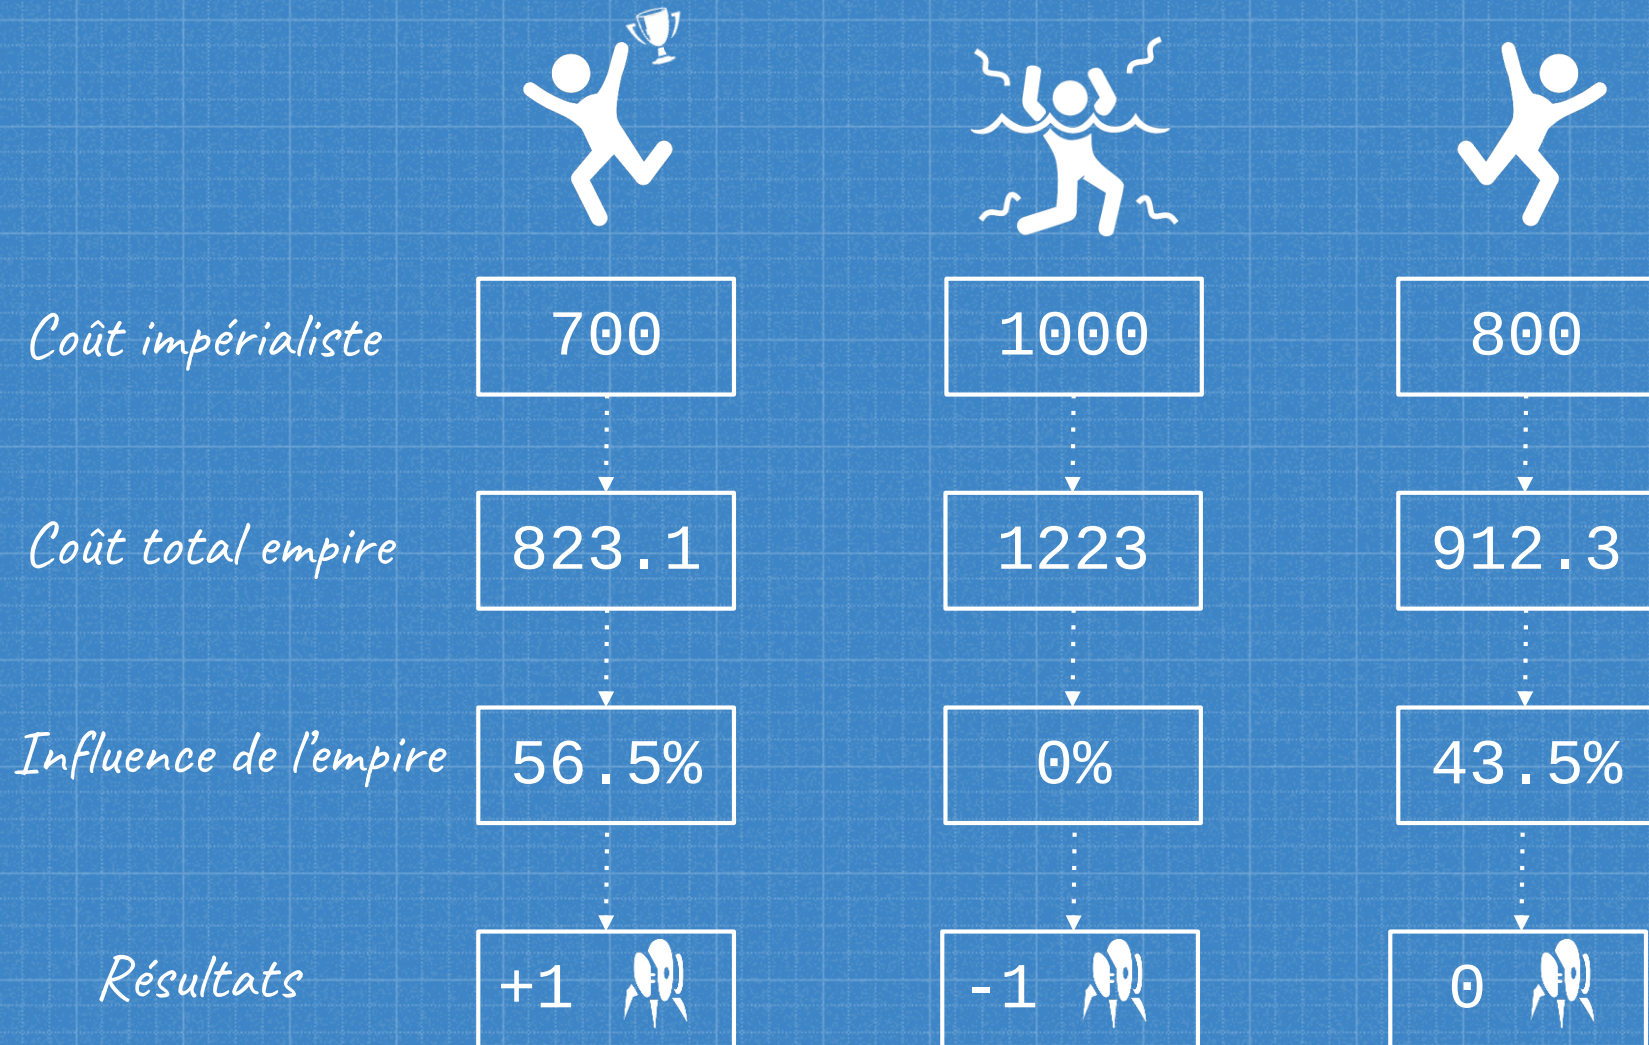 Coût impérialiste 700 1000 800
Coût total empire 823.1 1223 912.3
Influence de l'empire 56.5% 0% 43.5%
Résultats +1 -1 0